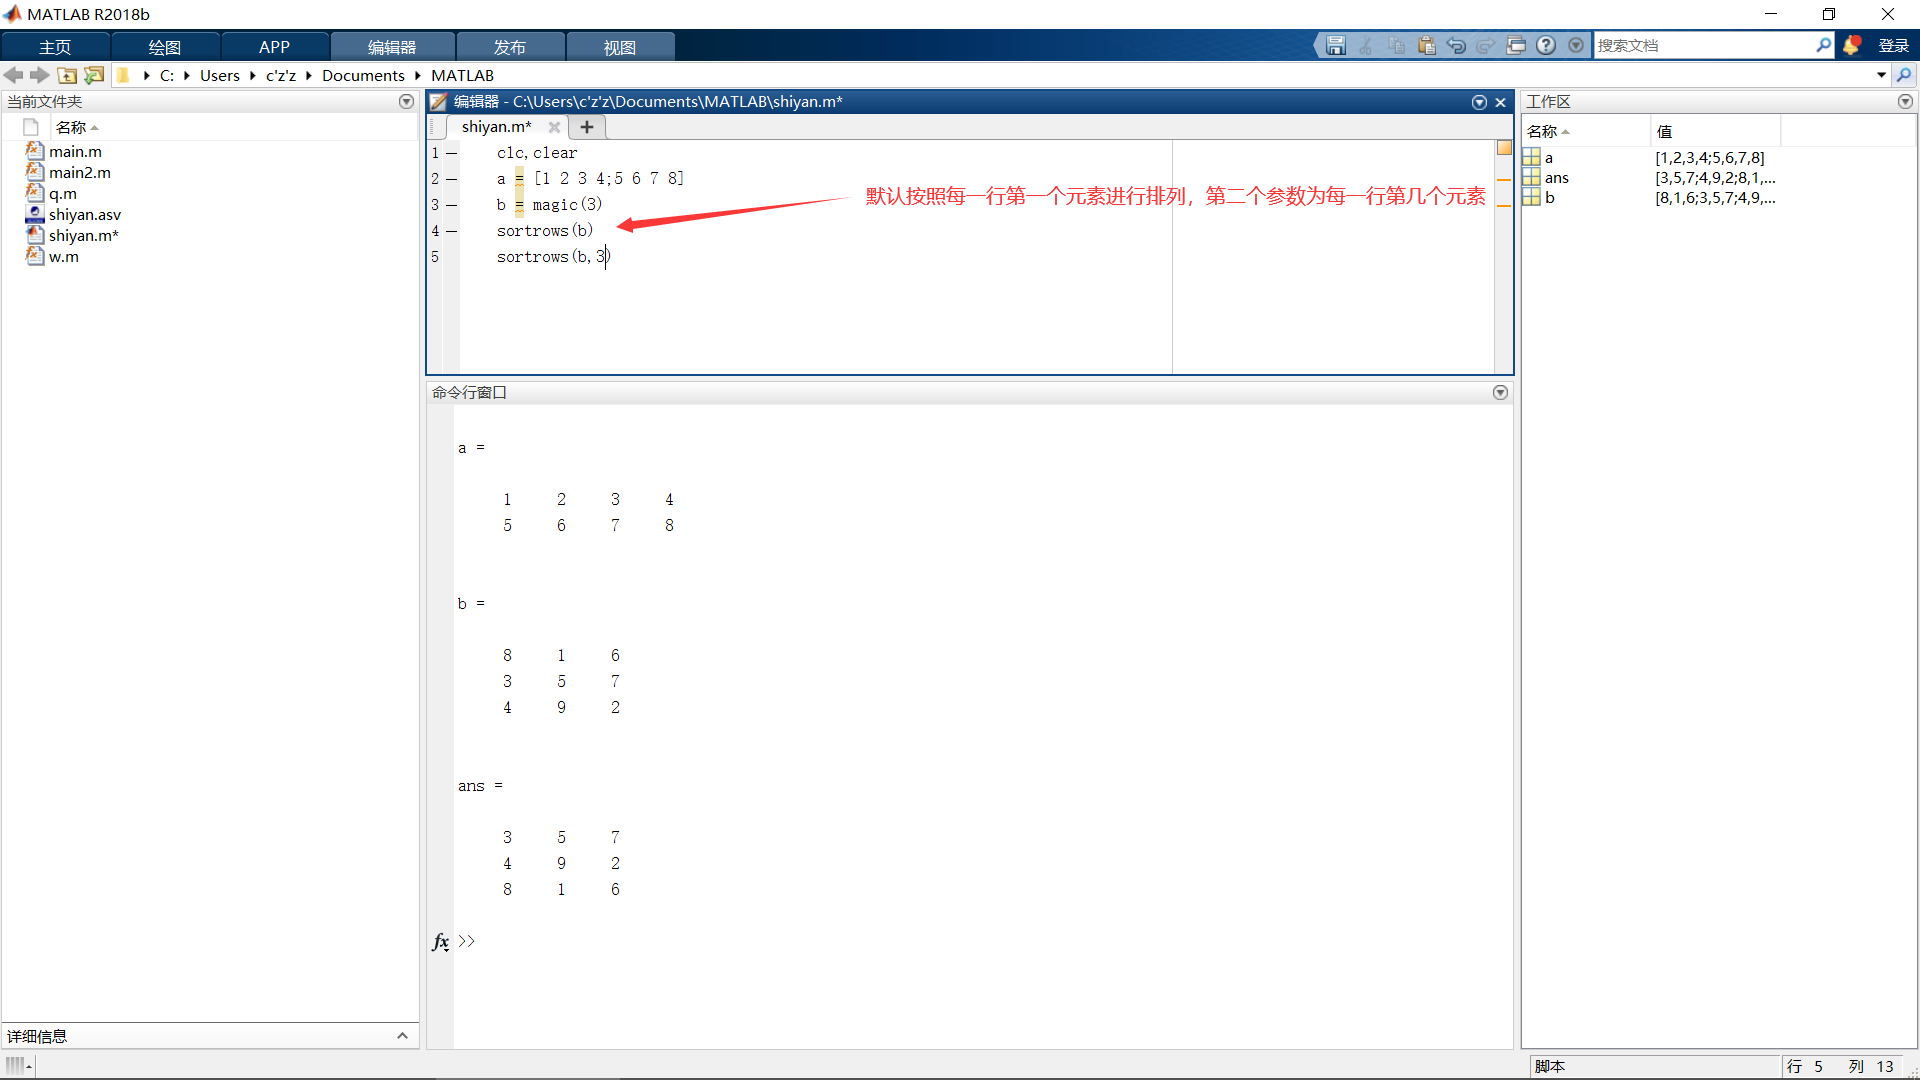 MATLAB R2018b
主页 绘图 APP 编辑器 发布 视图 搜索文档 登录
C: Users c'z'z Documents MATLAB
当前文件夹
名称
main.m
main2.m
q.m
shiyan.asv
shiyan.m*
w.m
详细信息
编辑器 - C:\Users\c'z'z\Documents\MATLAB\shiyan.m*
shiyan.m*
1 clc,clear
2 a = [1 2 3 4;5 6 7 8]
3 b = magic(3)
4 sortrows(b)
5 sortrows(b,3)
默认按照每一行第一个元素进行排列，第二个参数为每一行第几个元素
命令行窗口
a =
1 2 3 4
5 6 7 8
b =
8 1 6
3 5 7
4 9 2
ans =
3 5 7
4 9 2
8 1 6
fx >>
工作区
名称 值
a [1,2,3,4;5,6,7,8]
ans [3,5,7;4,9,2;8,1,...
b [8,1,6;3,5,7;4,9,...
脚本 行 5 列 13